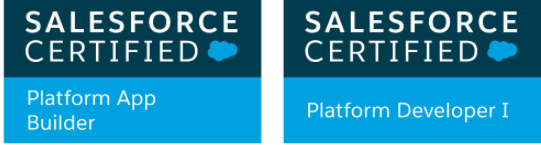 SALESFORCE
CERTIFIED
Platform App
Builder
SALESFORCE
CERTIFIED
Platform Developer I